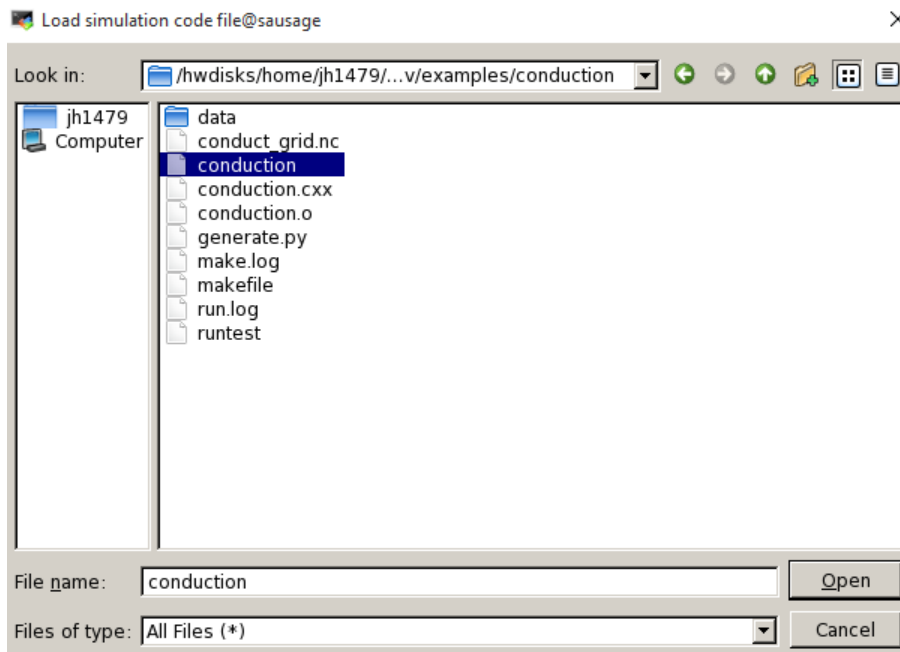 Load simulation code file@sausage
Look in: /hwdisks/home/jh1479/...v/examples/conduction
jh1479
Computer
data
conduct_grid.nc
conduction
conduction.cxx
conduction.o
generate.py
make.log
makefile
run.log
runtest
File name: conduction Open
Files of type: All Files (*) Cancel